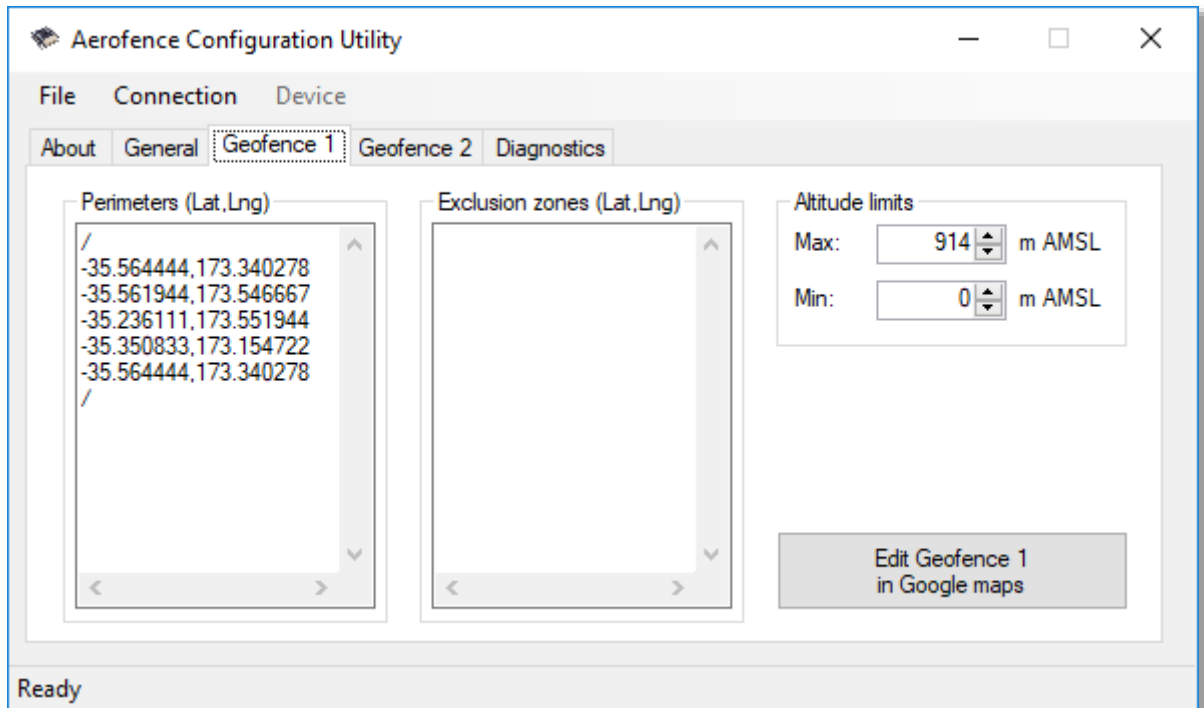 Aerofence Configuration Utility
File Connection Device
About General Geofence 1 Geofence 2 Diagnostics
Perimeters (Lat,Lng)
/
-35.564444,173.340278
-35.561944,173.546667
-35.236111,173.551944
-35.350833,173.154722
-35.564444,173.340278
/
Exclusion zones (Lat,Lng)
Altitude limits
Max: 914 m AMSL
Min: 0 m AMSL
Edit Geofence 1
in Google maps
Ready